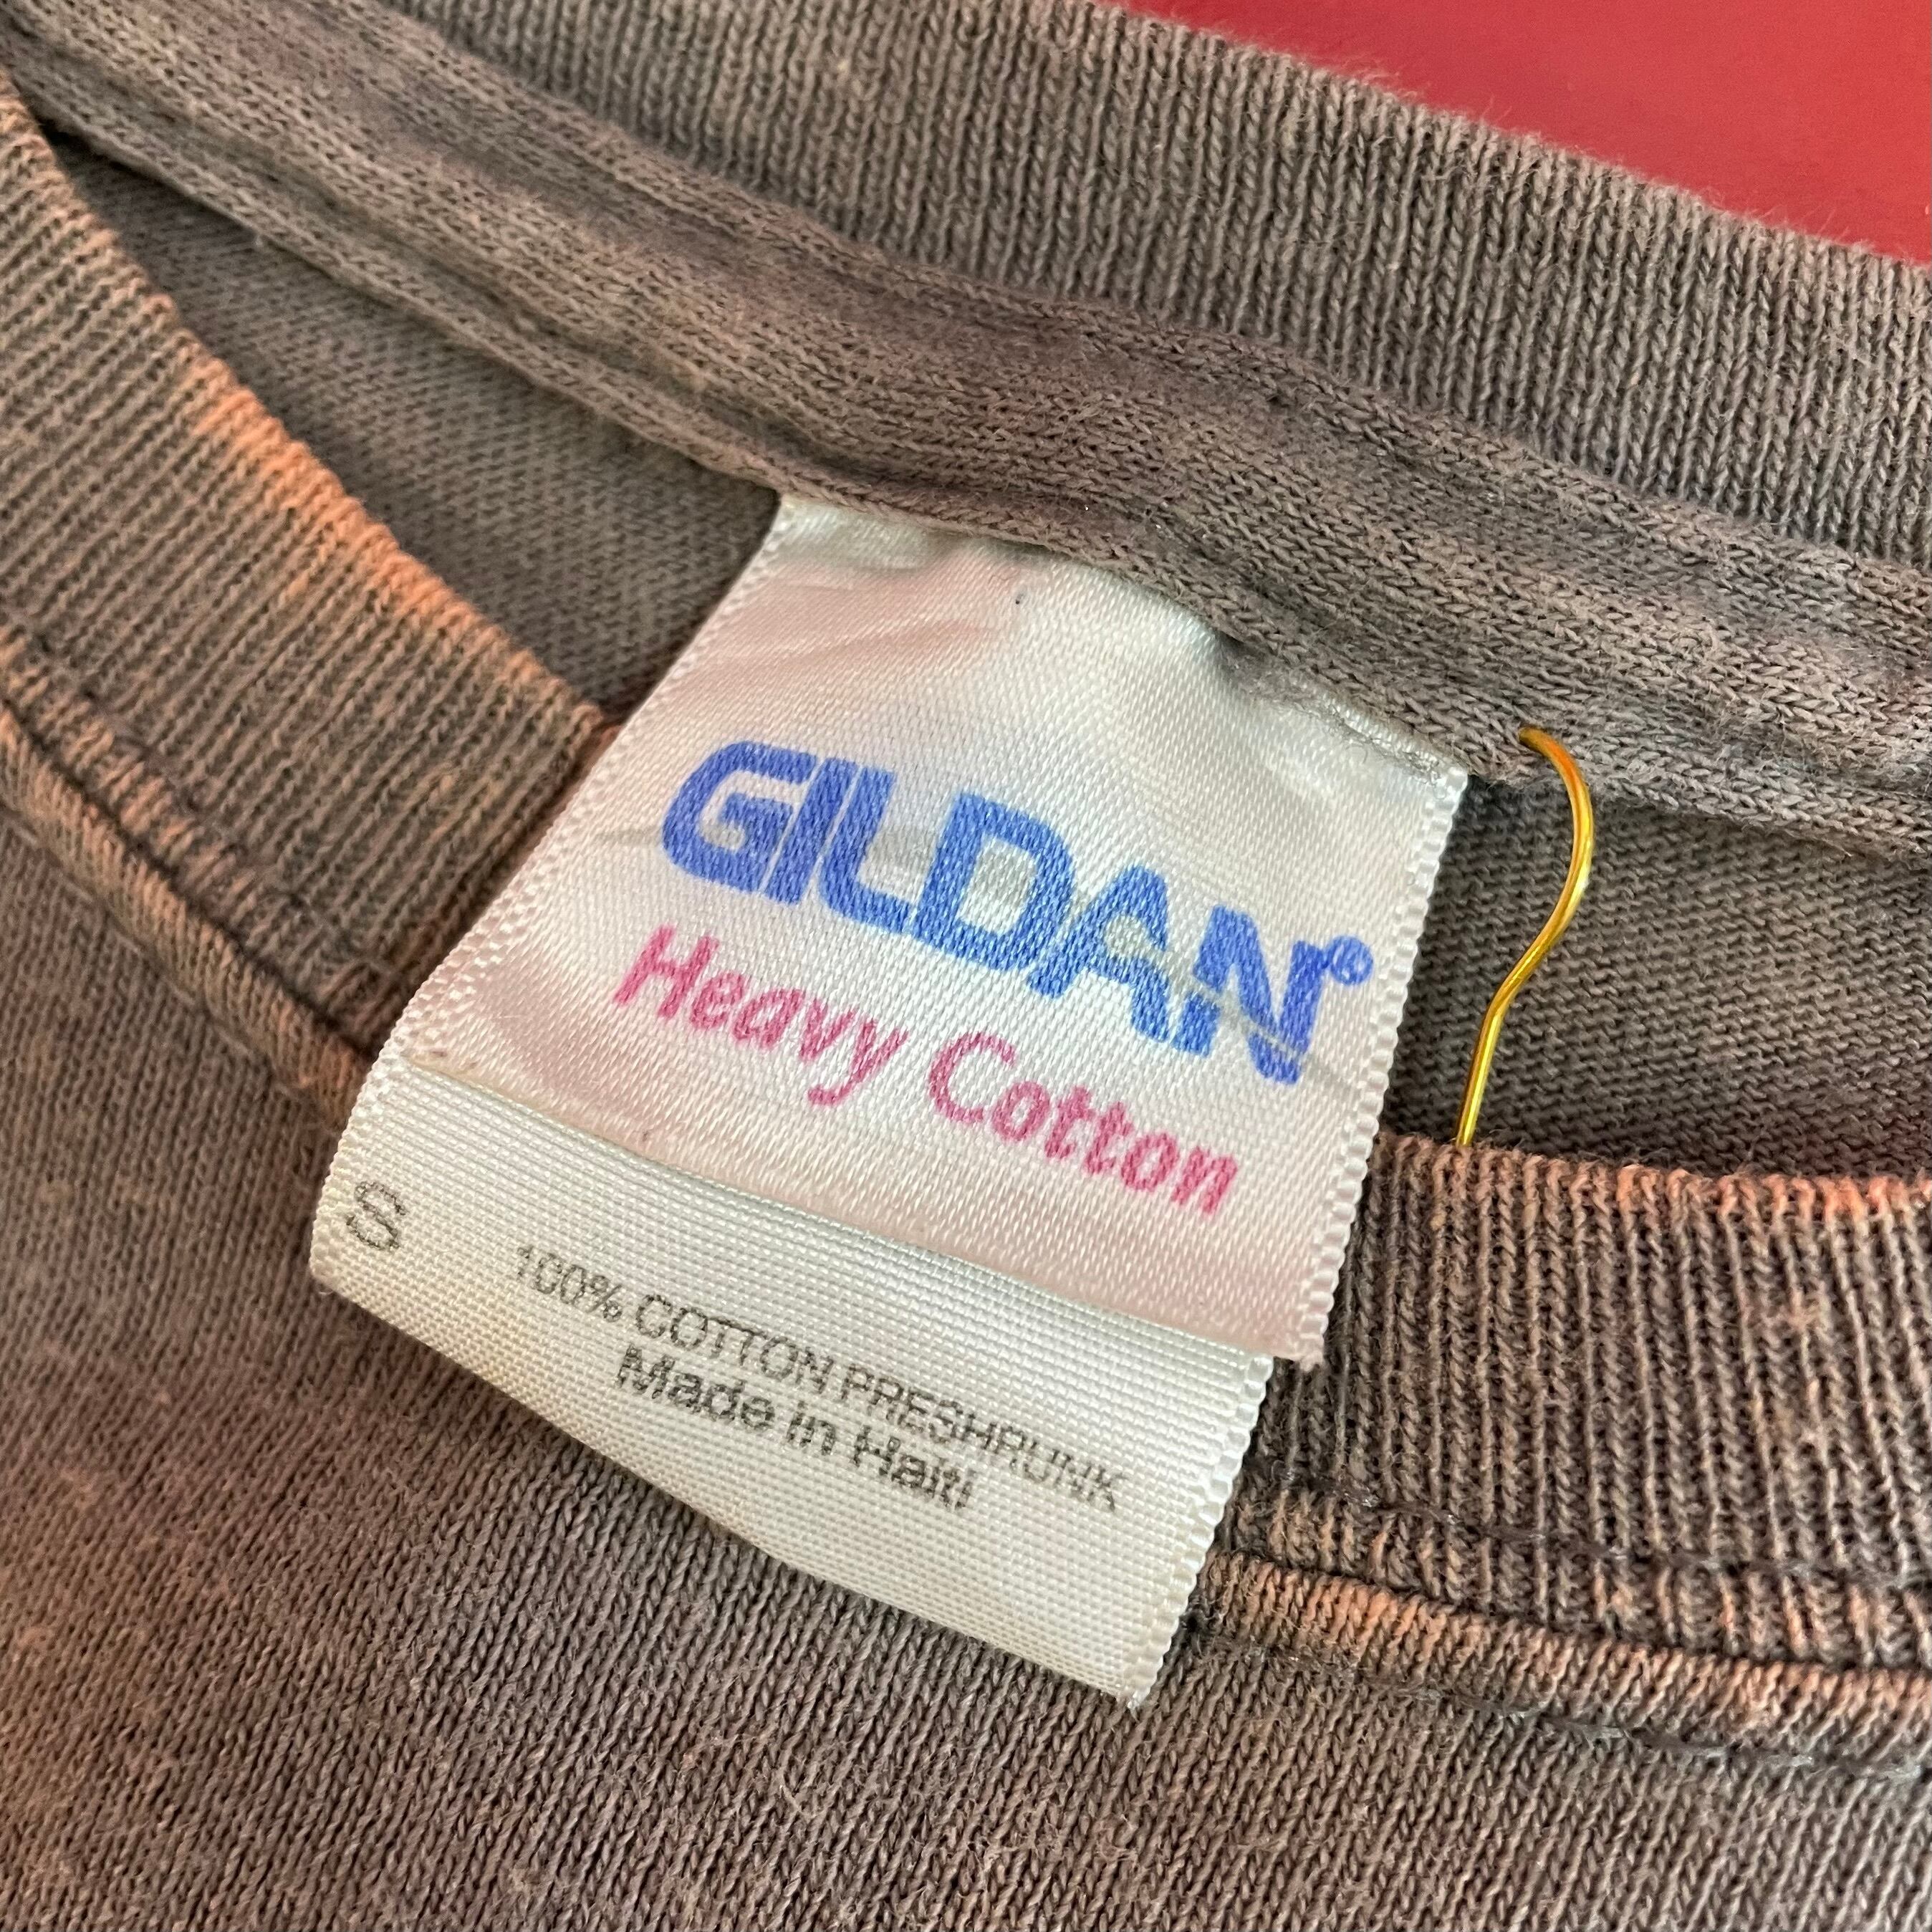 GILDAN®
Heavy Cotton
S
100% COTTON PRESHRUNK
Made in Haiti